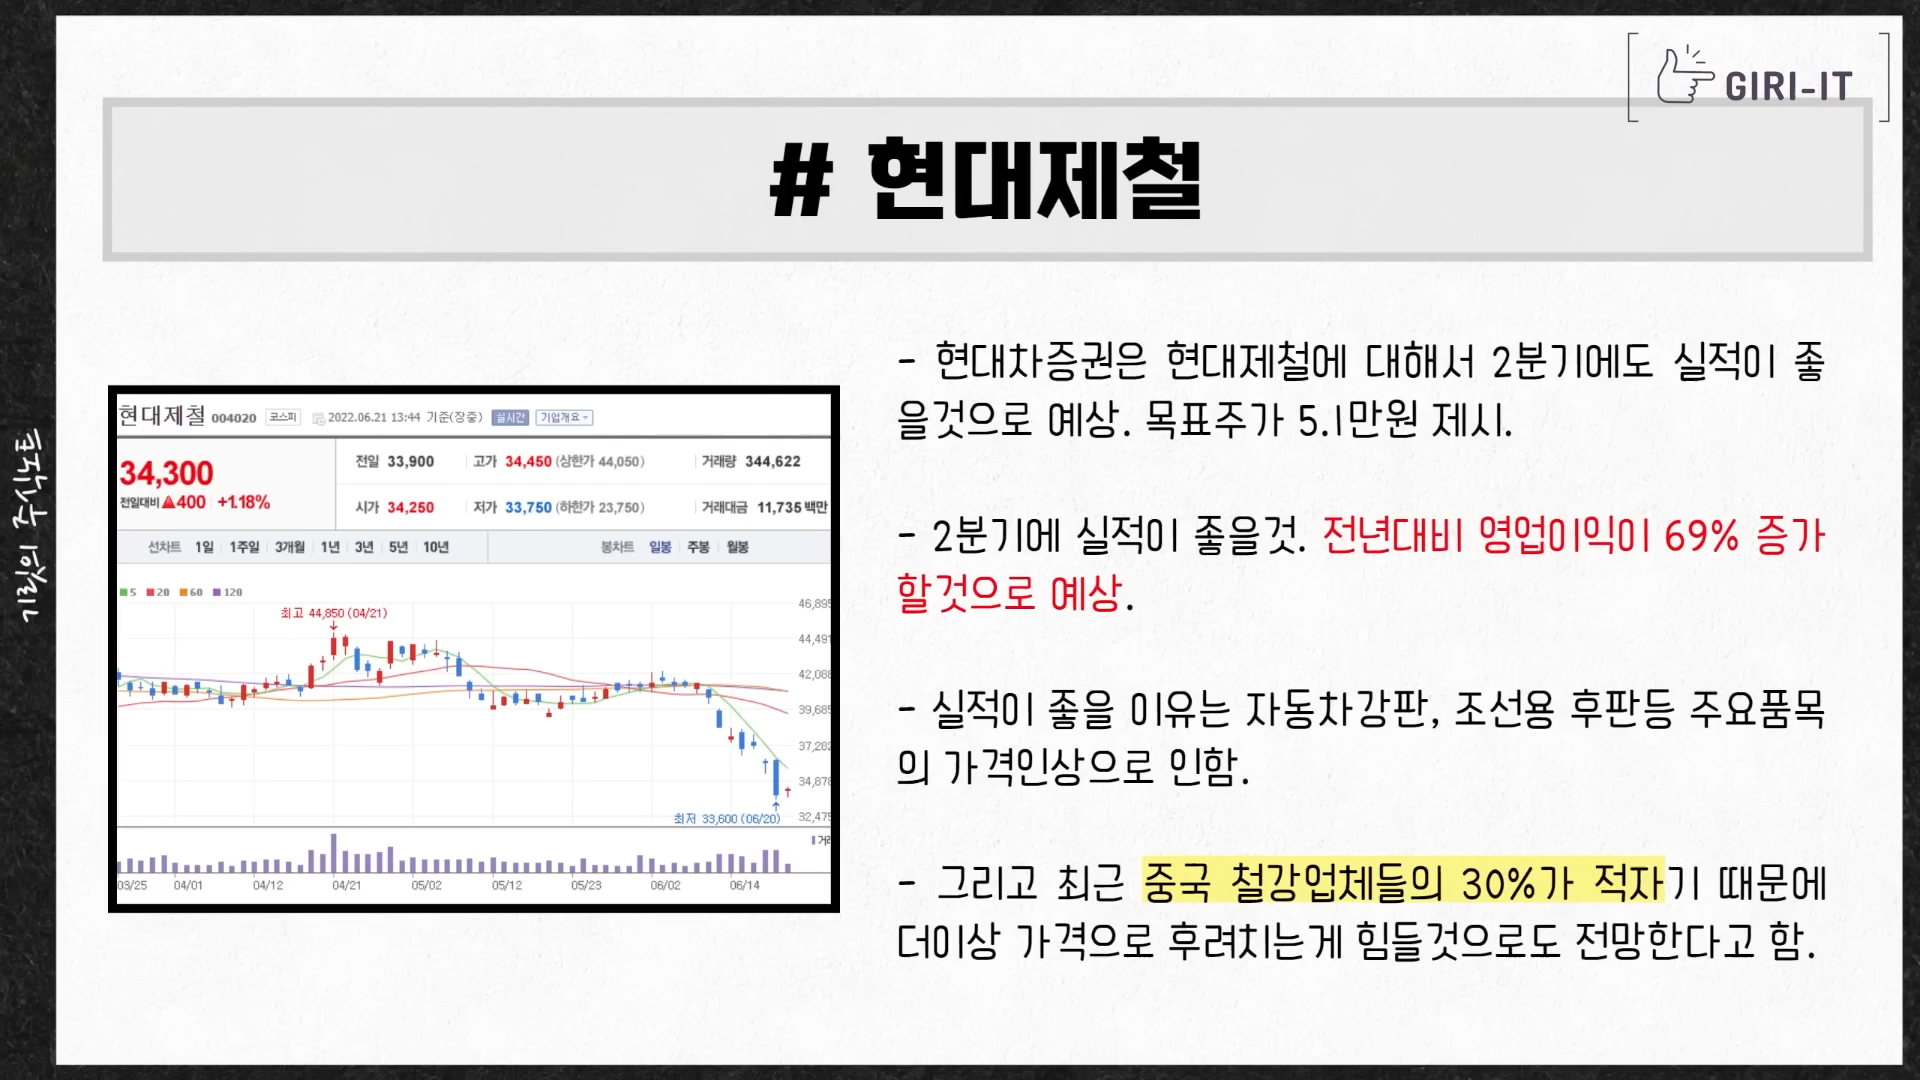 GIRI-IT
# 현대제철
기릿의 주식노트
현대제철 004020 코스피 2022.06.21 13:44 기준(장중) 실시간 기업개요
34,300
전일대비 ▲400 +1.18%
전일 33,900 고가 34,450 (상한가 44,050) 거래량 344,622
시가 34,250 저가 33,750 (하한가 23,750) 거래대금 11,735 백만
선차트 1일 1주일 3개월 1년 3년 5년 10년 봉차트 일봉 주봉 월봉
5 20 60 120
최고 44,850 (04/21)
46,895
44,491
42,088
39,685
37,282
34,878
32,475
최저 33,600 (06/20)
03/25 04/01 04/12 04/21 05/02 05/12 05/23 06/02 06/14
- 현대차증권은 현대제철에 대해서 2분기에도 실적이 좋
을것으로 예상. 목표주가 5.1만원 제시.
- 2분기에 실적이 좋을것. 전년대비 영업이익이 69% 증가
할것으로 예상.
- 실적이 좋을 이유는 자동차강판, 조선용 후판등 주요품목
의 가격인상으로 인함.
- 그리고 최근 중국 철강업체들의 30%가 적자기 때문에
더이상 가격으로 후려치는게 힘들것으로도 전망한다고 함.